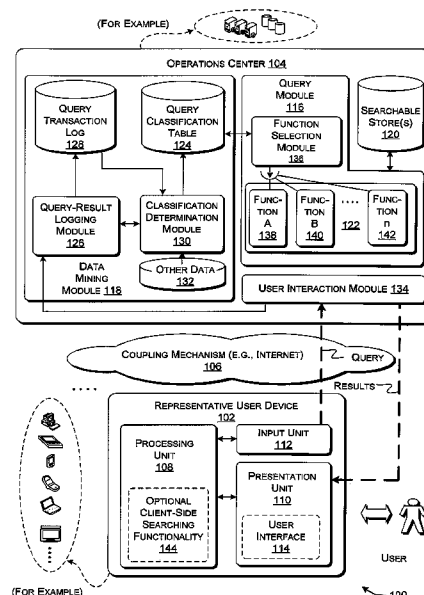 (FOR EXAMPLE)
OPERATIONS CENTER 104
QUERY
TRANSACTION
LOG
128
QUERY
CLASSIFICATION
TABLE
124
QUERY
MODULE
116
FUNCTION
SELECTION
MODULE
136
SEARCHABLE
STORE(S)
120
QUERY-RESULT
LOGGING
MODULE
126
CLASSIFICATION
DETERMINATION
MODULE
130
FUNCTION
A
138
FUNCTION
B
140
....
122
FUNC-
TION n
142
DATA
MINING
MODULE 118
OTHER DATA
132
USER INTERACTION MODULE 134
COUPLING MECHANISM (E.G., INTERNET)
106
QUERY
RESULTS
....
REPRESENTATIVE USER DEVICE
102
PROCESSING
UNIT
108
INPUT UNIT
112
PRESENTATION
UNIT
110
OPTIONAL
CLIENT-SIDE
SEARCHING
FUNCTIONALITY
144
USER
INTERFACE
114
USER
(FOR EXAMPLE)
100